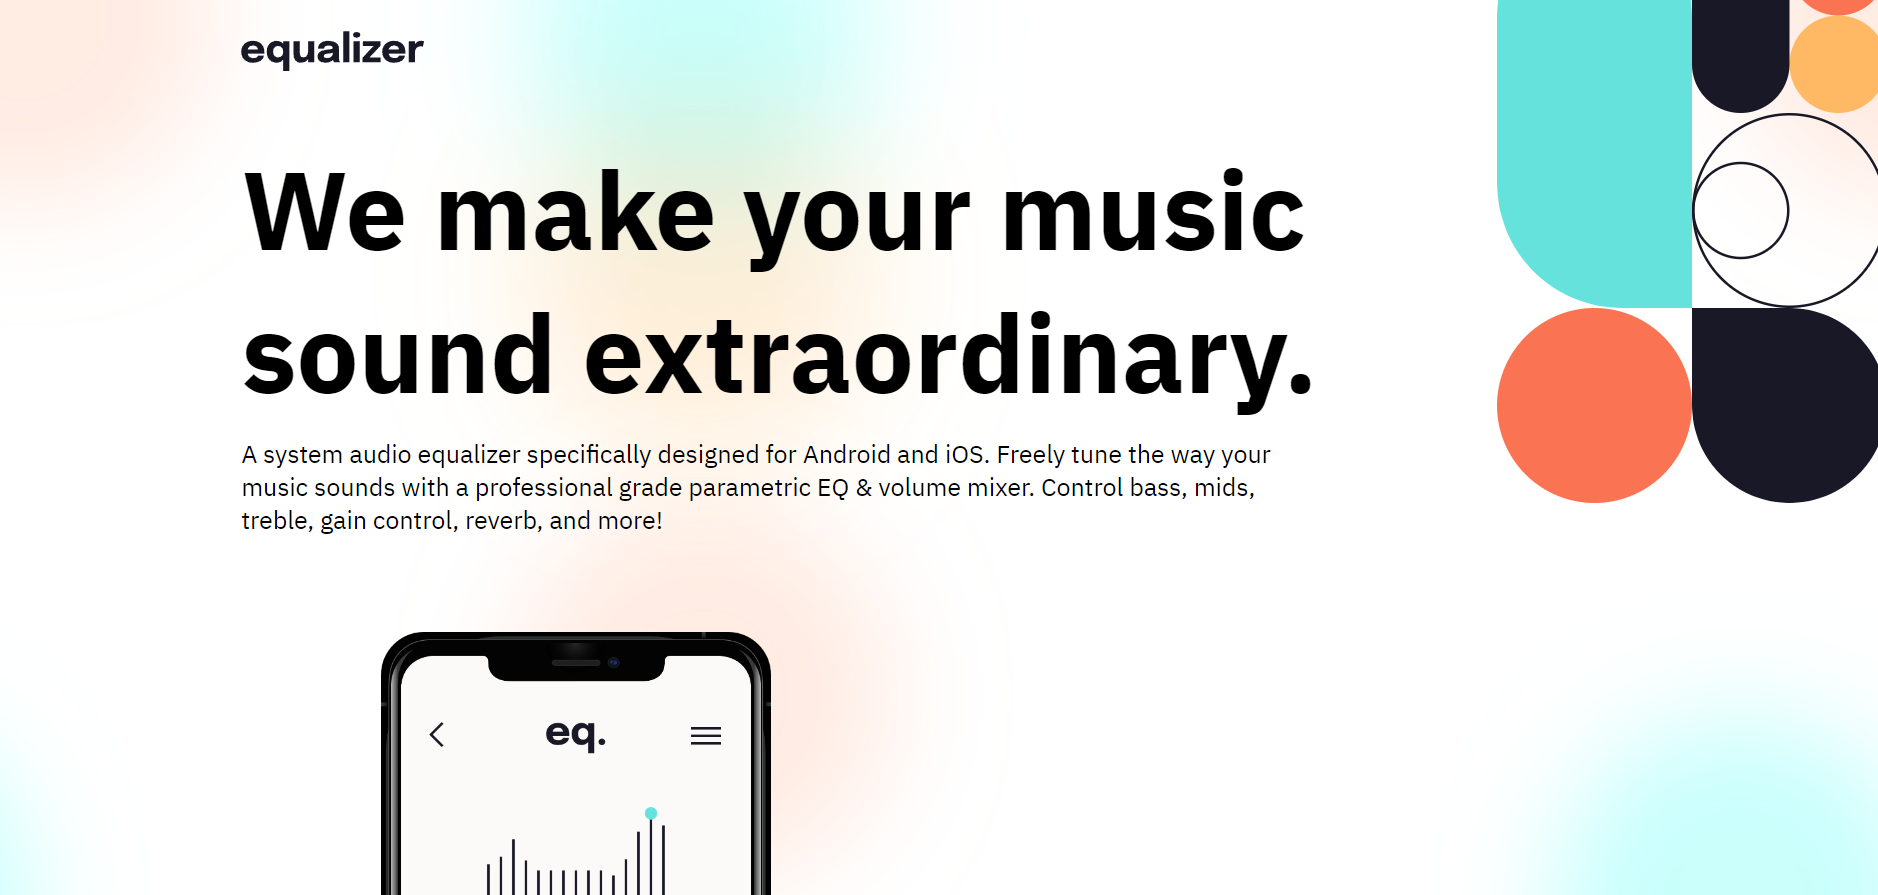 equalizer
We make your music
sound extraordinary.
A system audio equalizer specifically designed for Android and iOS. Freely tune the way your
music sounds with a professional grade parametric EQ & volume mixer. Control bass, mids,
treble, gain control, reverb, and more!
eq.